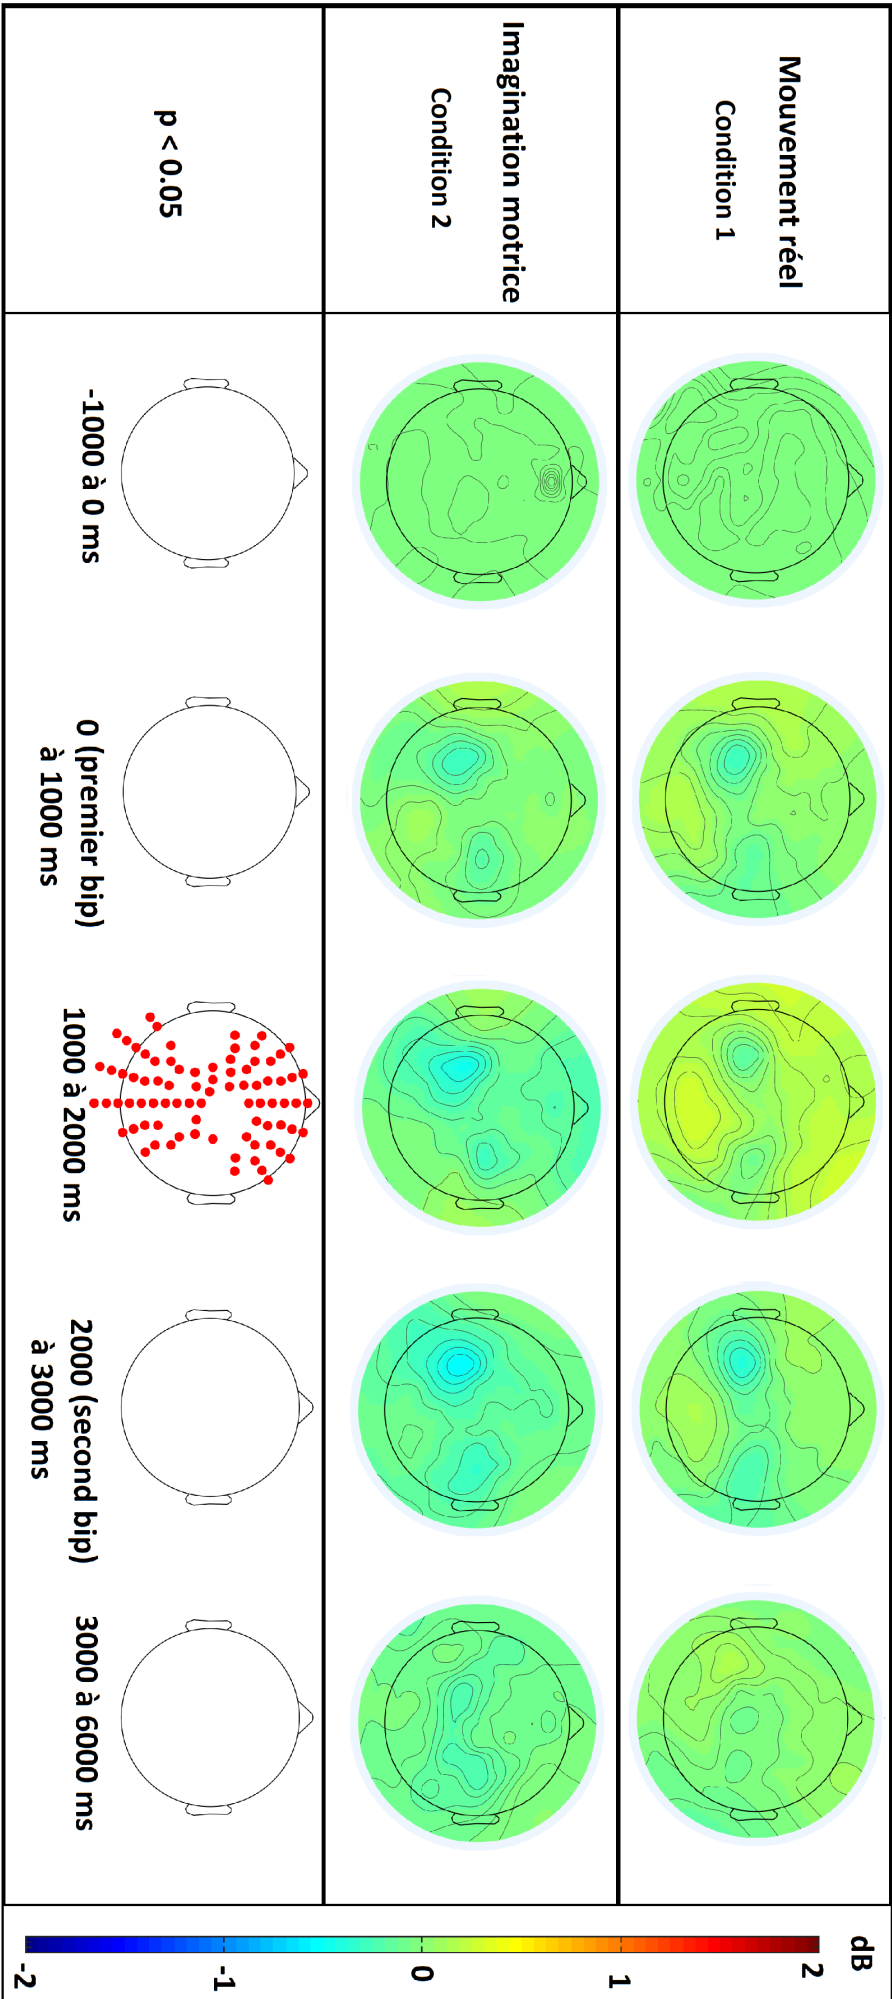 Mouvement réel
Condition 1
Imagination motrice
Condition 2
p < 0.05
-1000 à 0 ms
0 (premier bip)
à 1000 ms
1000 à 2000 ms
2000 (second bip)
à 3000 ms
3000 à 6000 ms
dB
2
1
0
-1
-2